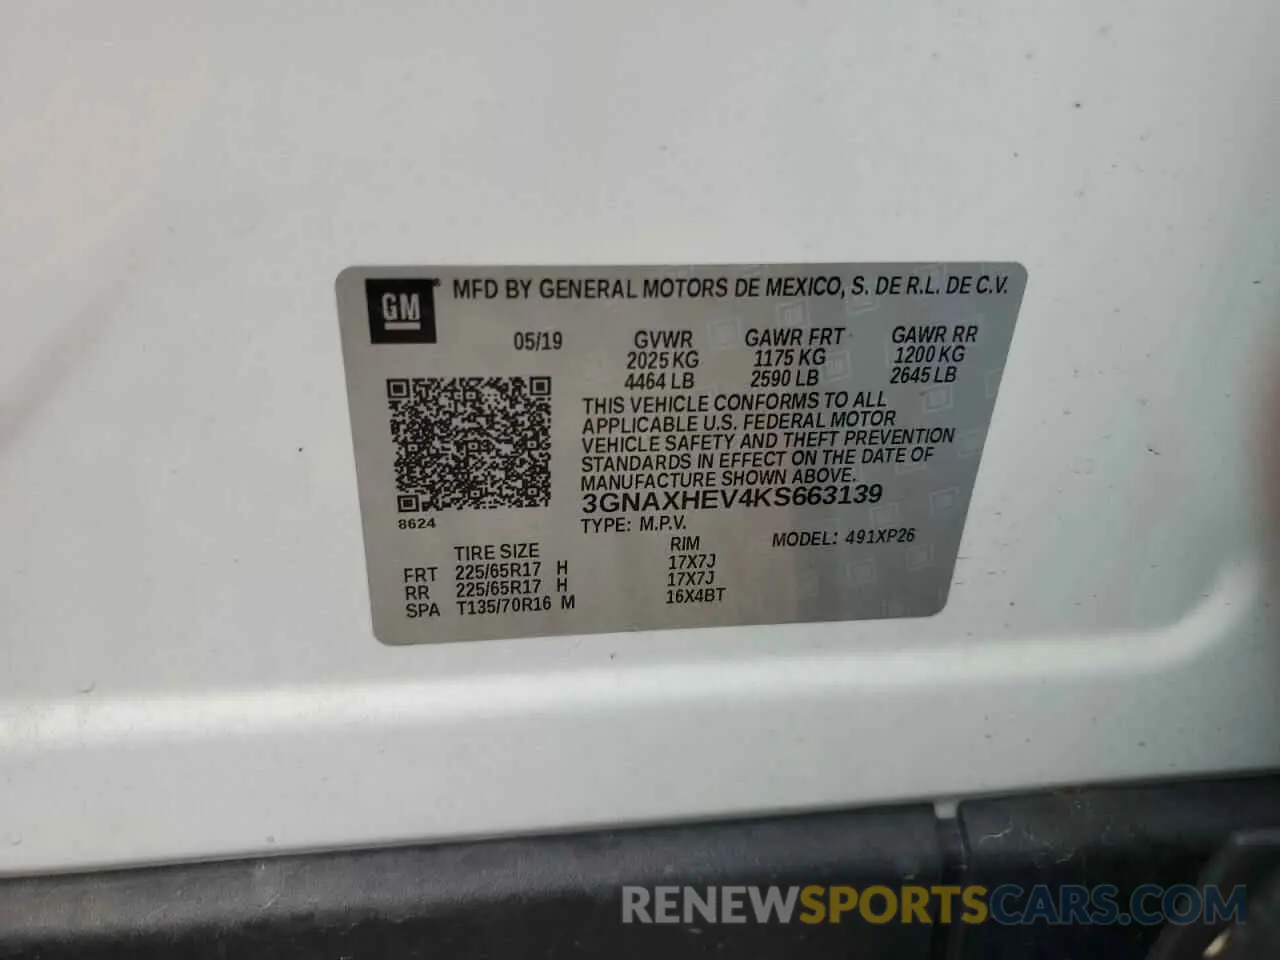 GM ® MFD BY GENERAL MOTORS DE MEXICO, S. DE R.L. DE C.V.
05/19 GVWR GAWR FRT GAWR RR
2025 KG 1175 KG 1200 KG
4464 LB 2590 LB 2645 LB
THIS VEHICLE CONFORMS TO ALL
APPLICABLE U.S. FEDERAL MOTOR
VEHICLE SAFETY AND THEFT PREVENTION
STANDARDS IN EFFECT ON THE DATE OF
MANUFACTURE SHOWN ABOVE.
3GNAXHEV4KS663139
8624
TYPE: M.P.V. MODEL: 491XP26
TIRE SIZE RIM
FRT 225/65R17 H 17X7J
RR 225/65R17 H 17X7J
SPA T135/70R16 M 16X4BT
RENEWSPORTSCARS.COM